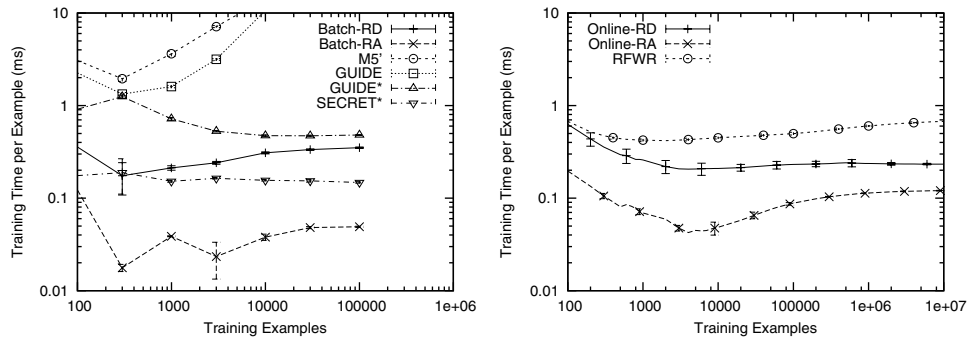 Training Time per Example (ms)
10
1
0.1
0.01
100
1000
10000
100000
1e+06
Training Examples
Batch-RD
Batch-RA
M5'
GUIDE
GUIDE*
SECRET*
Training Time per Example (ms)
10
1
0.1
0.01
100
1000
10000
100000
1e+06
1e+07
Training Examples
Online-RD
Online-RA
RFWR